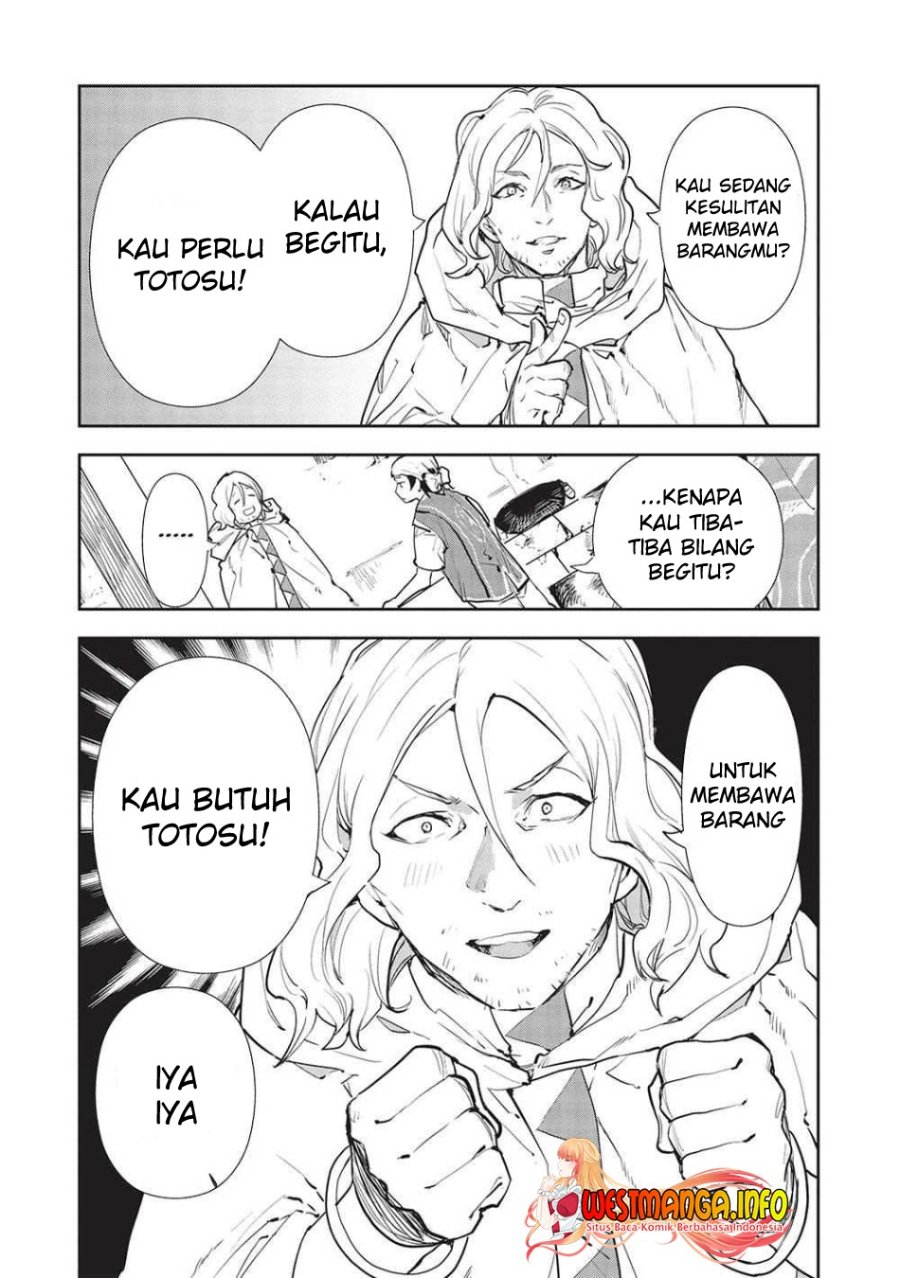 KAU SEDANG
KESULITAN
MEMBAWA
BARANGMU?
KALAU
BEGITU,
KAU PERLU
TOTOSU!
...KENAPA
KAU TIBA-
TIBA BILANG
BEGITU?
......
UNTUK
MEMBAWA
BARANG
KAU BUTUH
TOTOSU!
IYA
IYA
WESTMANGA.INFO
Situs Baca Komik Berbahasa Indonesia